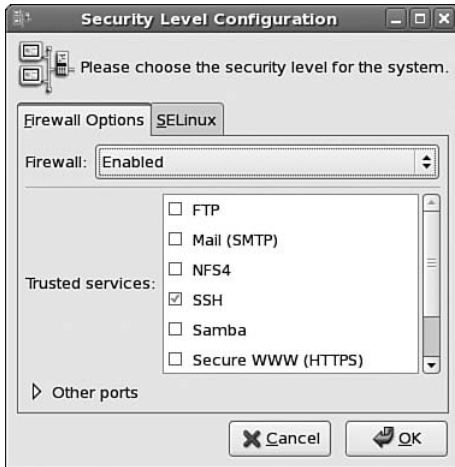 Security Level Configuration
Please choose the security level for the system.
Firewall Options SELinux
Firewall: Enabled
Trusted services:
FTP
Mail (SMTP)
NFS4
SSH
Samba
Secure WWW (HTTPS)
Other ports
Cancel OK